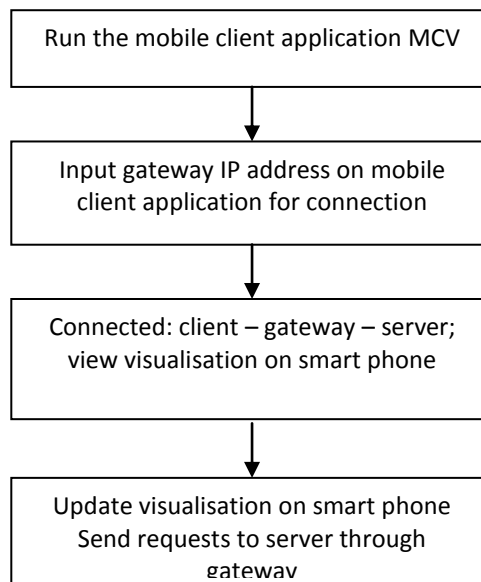 Run the mobile client application MCV
Input gateway IP address on mobile
client application for connection
Connected: client – gateway – server;
view visualisation on smart phone
Update visualisation on smart phone
Send requests to server through
gateway